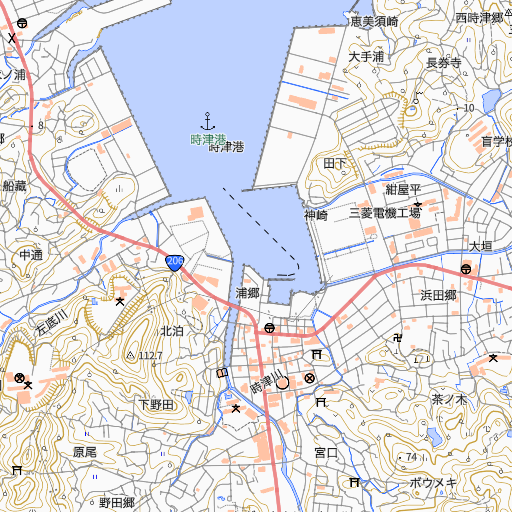 恵美須崎
西時津郷
大手浦
長券寺
ノ浦
10
8
時津港
時津港
盲学校
田下
郷
船蔵
紺屋平
神崎
三菱電機工場
大垣
中通
206
浦郷
浜田郷
左底川
北泊
112.7
時津川
下野田
茶ノ木
原尾
宮口
74
ボウメキ
野田郷